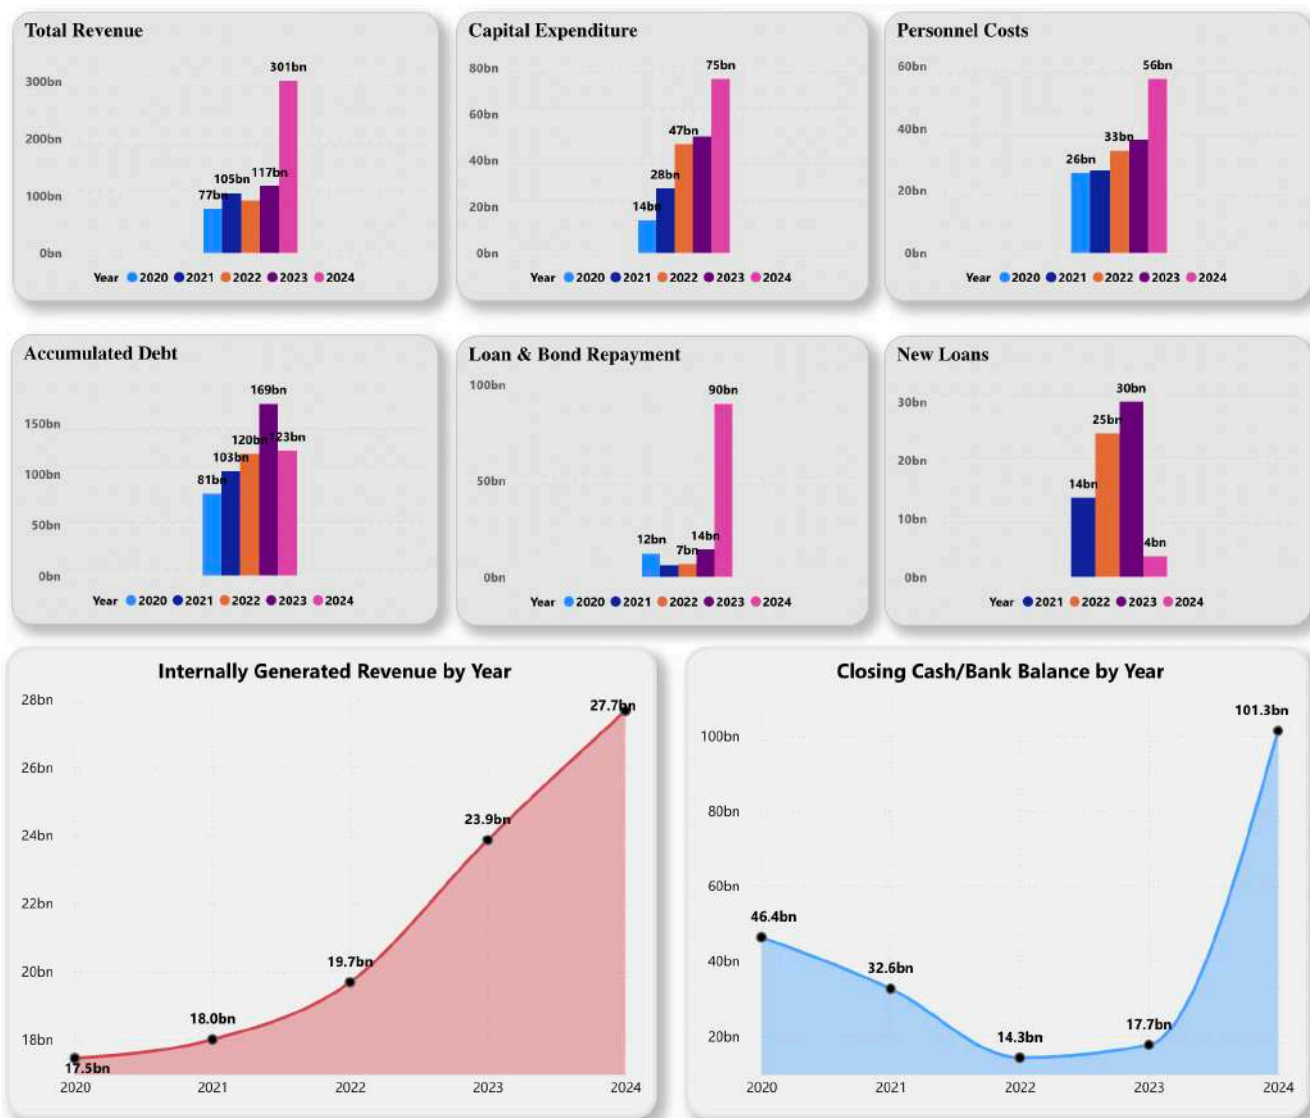 Total Revenue
300bn
200bn
100bn
0bn
77bn
105bn
117bn
301bn
Year 2020 2021 2022 2023 2024
Capital Expenditure
80bn
60bn
40bn
20bn
0bn
14bn
28bn
47bn
75bn
Year 2020 2021 2022 2023 2024
Personnel Costs
60bn
40bn
20bn
0bn
26bn
33bn
56bn
Year 2020 2021 2022 2023 2024
Accumulated Debt
150bn
100bn
50bn
0bn
81bn
103bn
120bn
169bn
123bn
Year 2020 2021 2022 2023 2024
Loan & Bond Repayment
100bn
50bn
0bn
12bn
7bn
14bn
90bn
Year 2020 2021 2022 2023 2024
New Loans
30bn
20bn
10bn
0bn
14bn
25bn
30bn
4bn
Year 2021 2022 2023 2024
Internally Generated Revenue by Year
28bn
26bn
24bn
22bn
20bn
18bn
17.5bn
18.0bn
19.7bn
23.9bn
27.7bn
2020 2021 2022 2023 2024
Closing Cash/Bank Balance by Year
100bn
80bn
60bn
40bn
20bn
46.4bn
32.6bn
14.3bn
17.7bn
101.3bn
2020 2021 2022 2023 2024